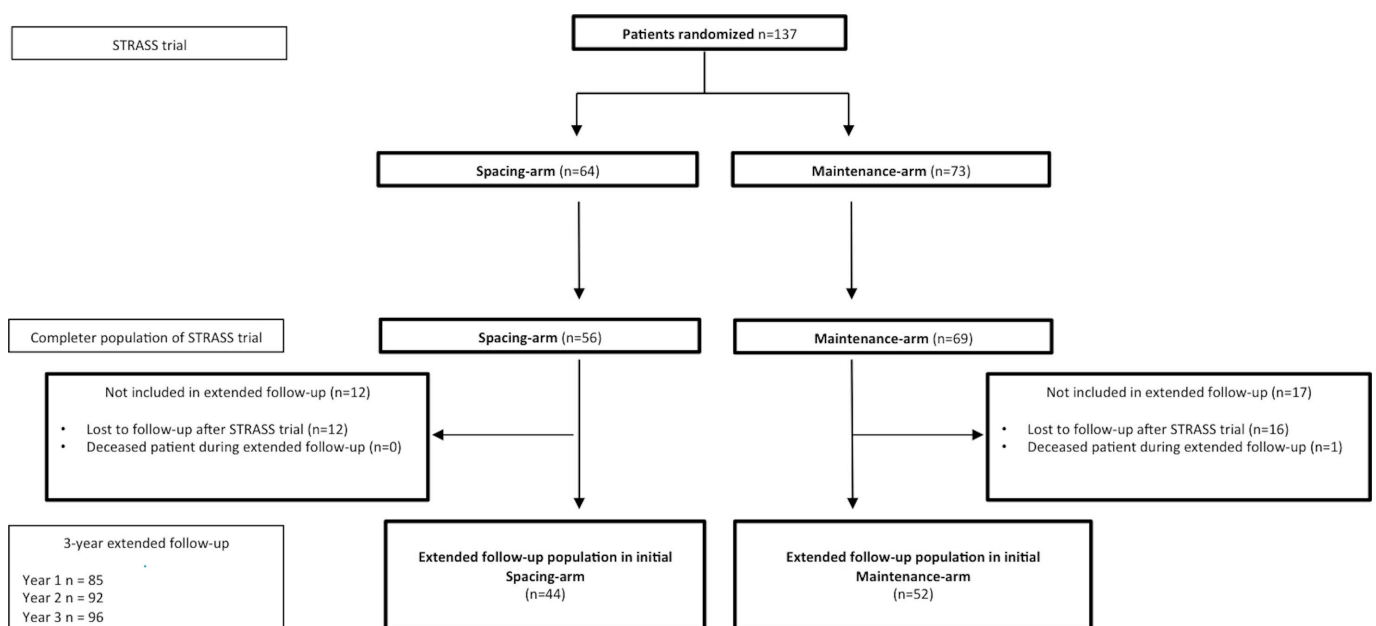 STRASS trial
Patients randomized n=137
Spacing-arm (n=64)
Maintenance-arm (n=73)
Completer population of STRASS trial
Spacing-arm (n=56)
Maintenance-arm (n=69)
Not included in extended follow-up (n=12)
• Lost to follow-up after STRASS trial (n=12)
• Deceased patient during extended follow-up (n=0)
Not included in extended follow-up (n=17)
• Lost to follow-up after STRASS trial (n=16)
• Deceased patient during extended follow-up (n=1)
3-year extended follow-up
Year 1 n = 85
Year 2 n = 92
Year 3 n = 96
Extended follow-up population in initial
Spacing-arm
(n=44)
Extended follow-up population in initial
Maintenance-arm
(n=52)